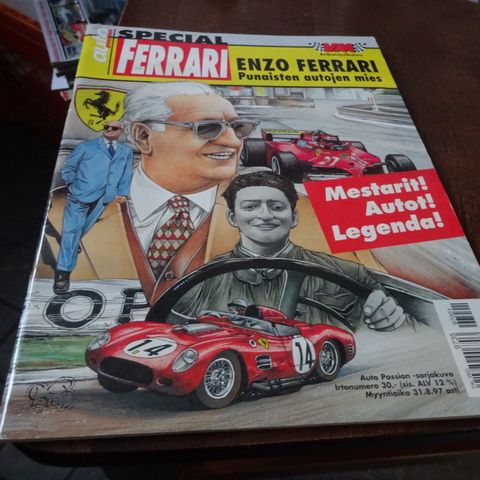 auto
SPECIAL
FERRARI
VM
ENZO FERRARI
Punaisten autojen mies
27
Mestarit!
Autot!
Legenda!
14
14
Auto Passion -sarjakuva
Irtonumero 30,- (sis. ALV 12 %)
Myyntiaika 31.8.97 asti